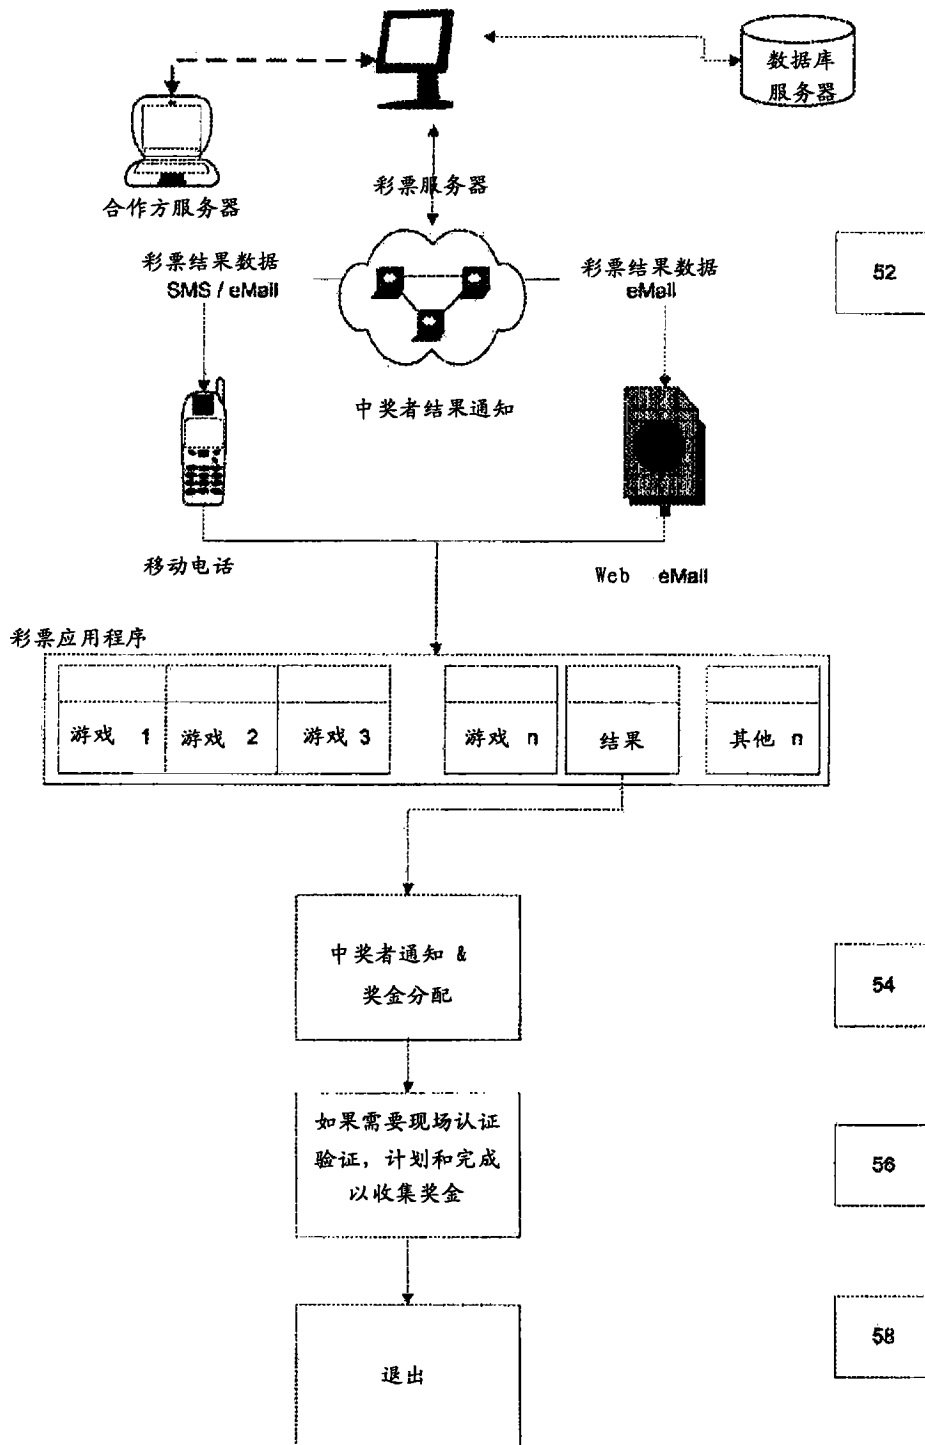 数据库
服务器
合作方服务器
彩票服务器
彩票结果数据
SMS / eMail
彩票结果数据
eMail
52
中奖者结果通知
移动电话
Web eMail
彩票应用程序
游戏 1
游戏 2
游戏 3
游戏 n
结果
其他 n
中奖者通知 &
奖金分配
54
如果需要现场认证
验证，计划和完成
以收集奖金
56
退出
58